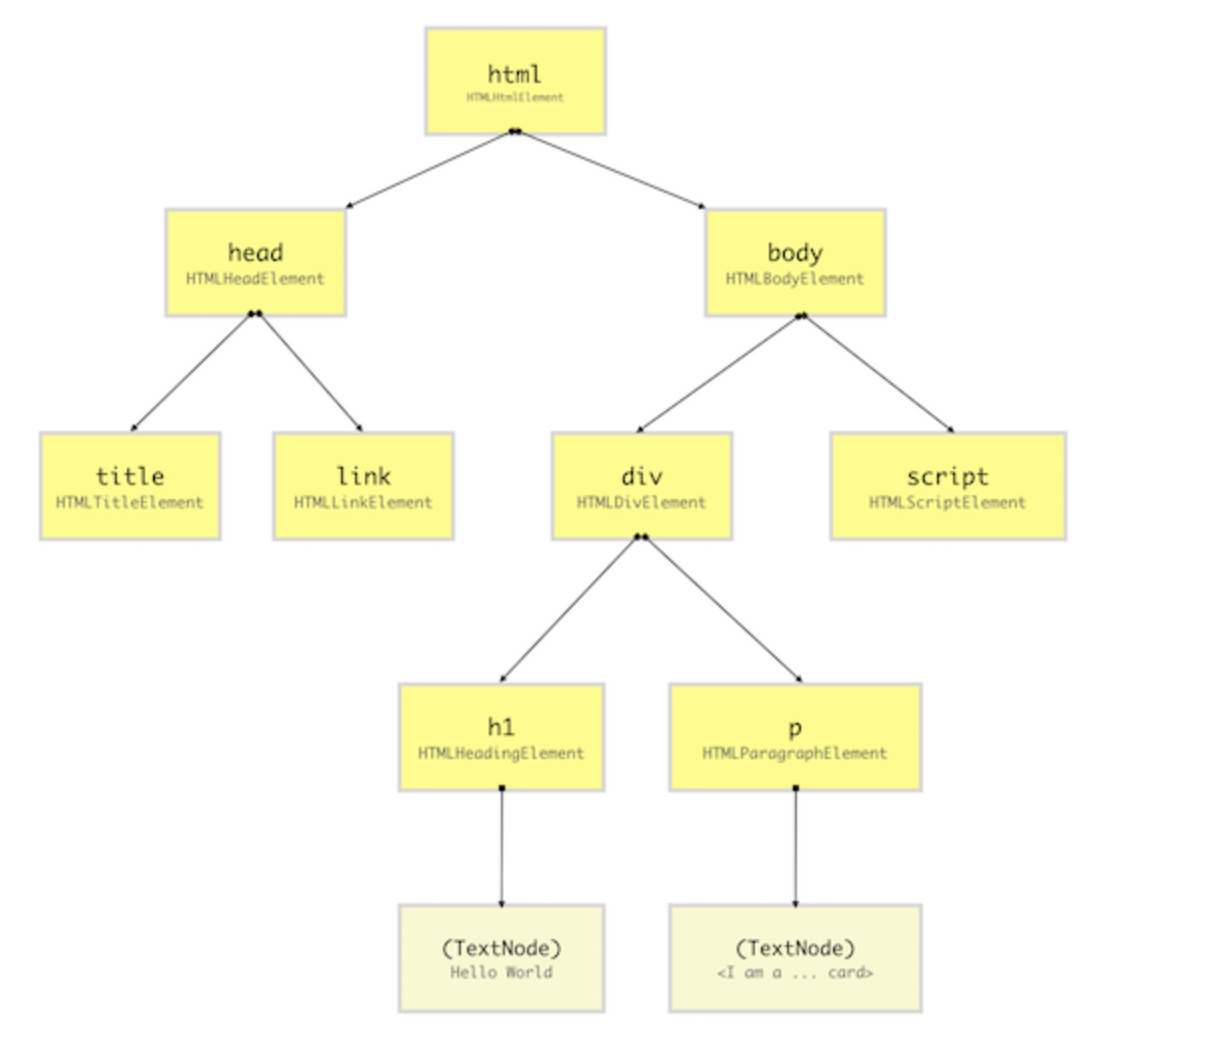 html
HTMLHtmlElement
head
HTMLHeadElement
body
HTMLBodyElement
title
HTMLTitleElement
link
HTMLLinkElement
div
HTMLDivElement
script
HTMLScriptElement
h1
HTMLHeadingElement
p
HTMLParagraphElement
(TextNode)
Hello World
(TextNode)
<I am a ... card>